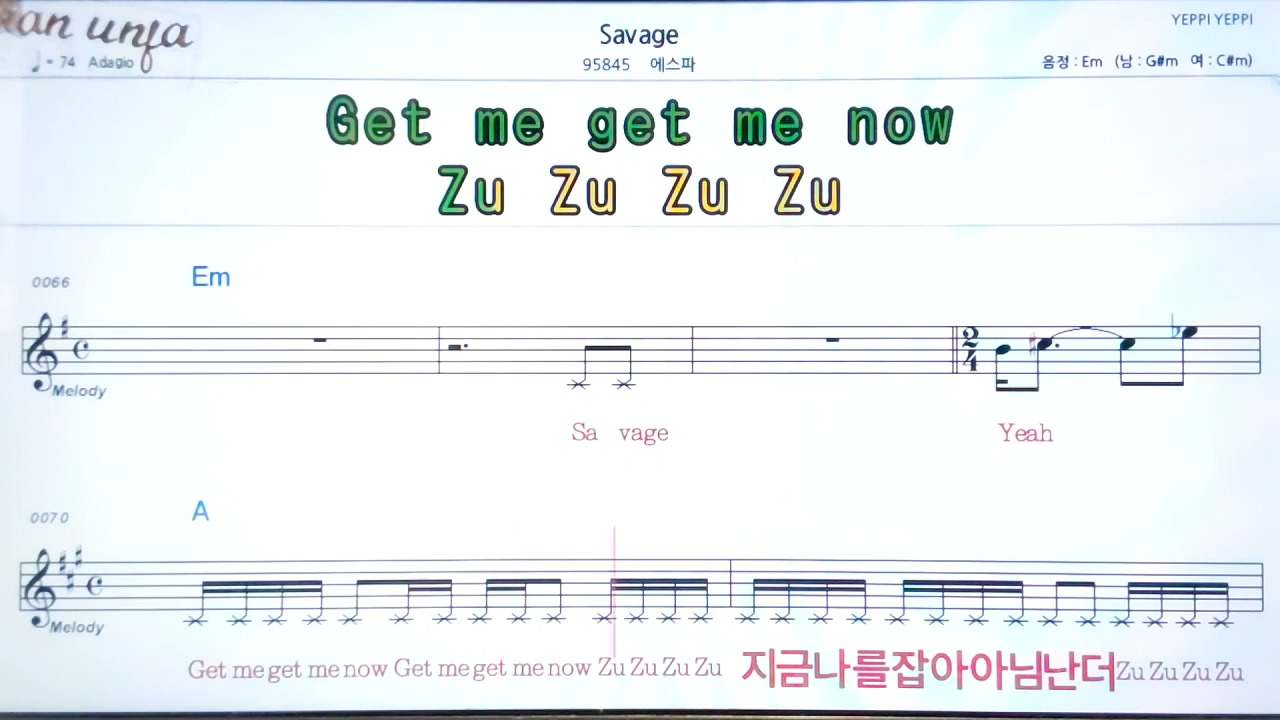 an unfa
YEPPI YEPPI
Savage
♩= 74 Adagio
95845 에스파
음정 : Em (남 : G#m 여 : C#m)
Get me get me now
Zu Zu Zu Zu
0066
Em
2
4
Melody
Sa vage
Yeah
0070
A
Melody
Get me get me now Get me get me now Zu Zu Zu Zu 지금나를잡아아님난더 Zu Zu Zu Zu